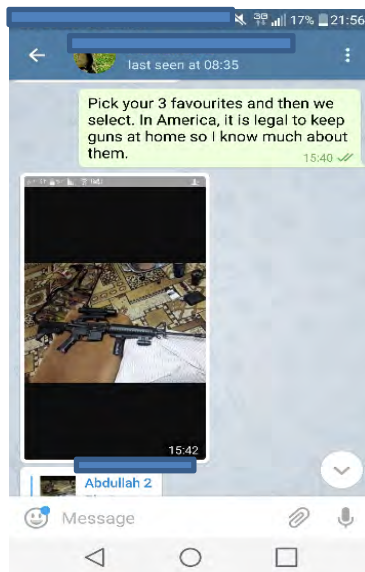 3G 17% 21:56
last seen at 08:35
Pick your 3 favourites and then we
select. In America, it is legal to keep
guns at home so I know much about
them.
15:40
15:42
Abdullah 2
Message